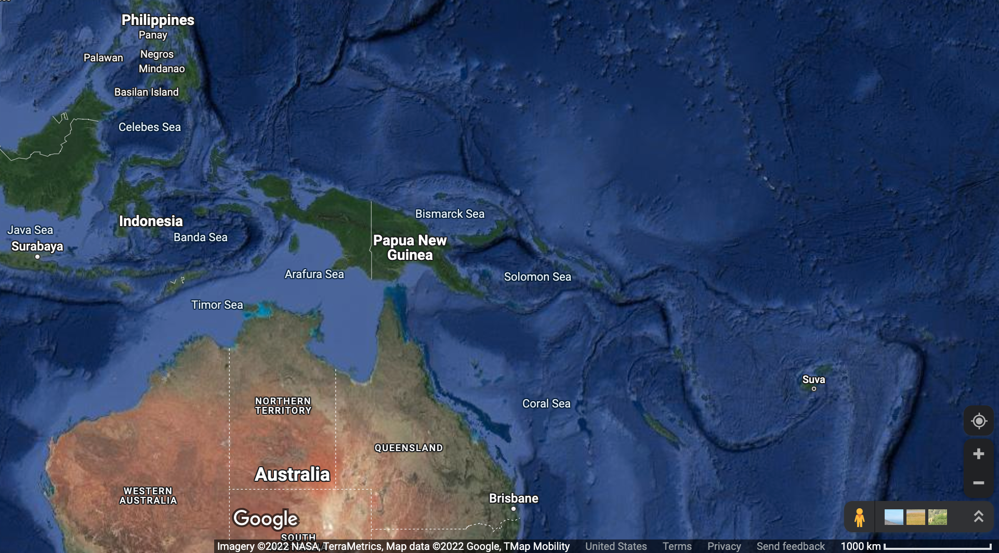 Philippines
Panay
Palawan
Negros
Mindanao
Basilan Island
Celebes Sea
Bismarck Sea
Indonesia
Java Sea
Banda Sea
Papua New
Guinea
Surabaya
Arafura Sea
Solomon Sea
Timor Sea
Suva
NORTHERN
TERRITORY
Coral Sea
QUEENSLAND
Australia
WESTERN
AUSTRALIA
Brisbane
Google
SOUTH
Imagery ©2022 NASA, TerraMetrics, Map data ©2022 Google, TMap Mobility United States Terms Privacy Send feedback 1000 km